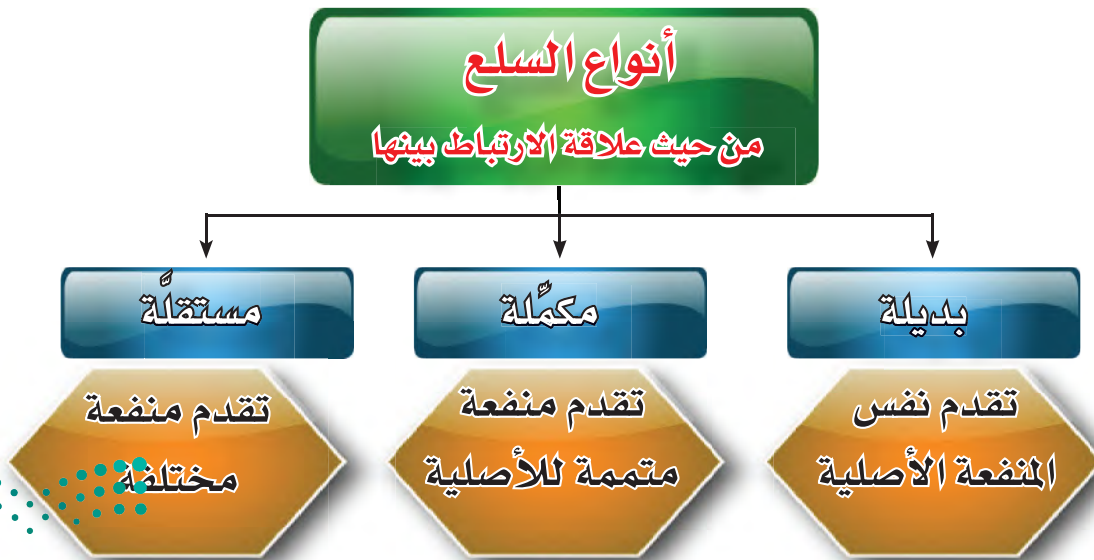 أنواع السلع
من حيث علاقة الارتباط بينها
بديلة
تقدم نفس
المنفعة الأصلية
مكمِّلة
تقدم منفعة
متممة للأصلية
مستقلَّة
تقدم منفعة
مختلفة